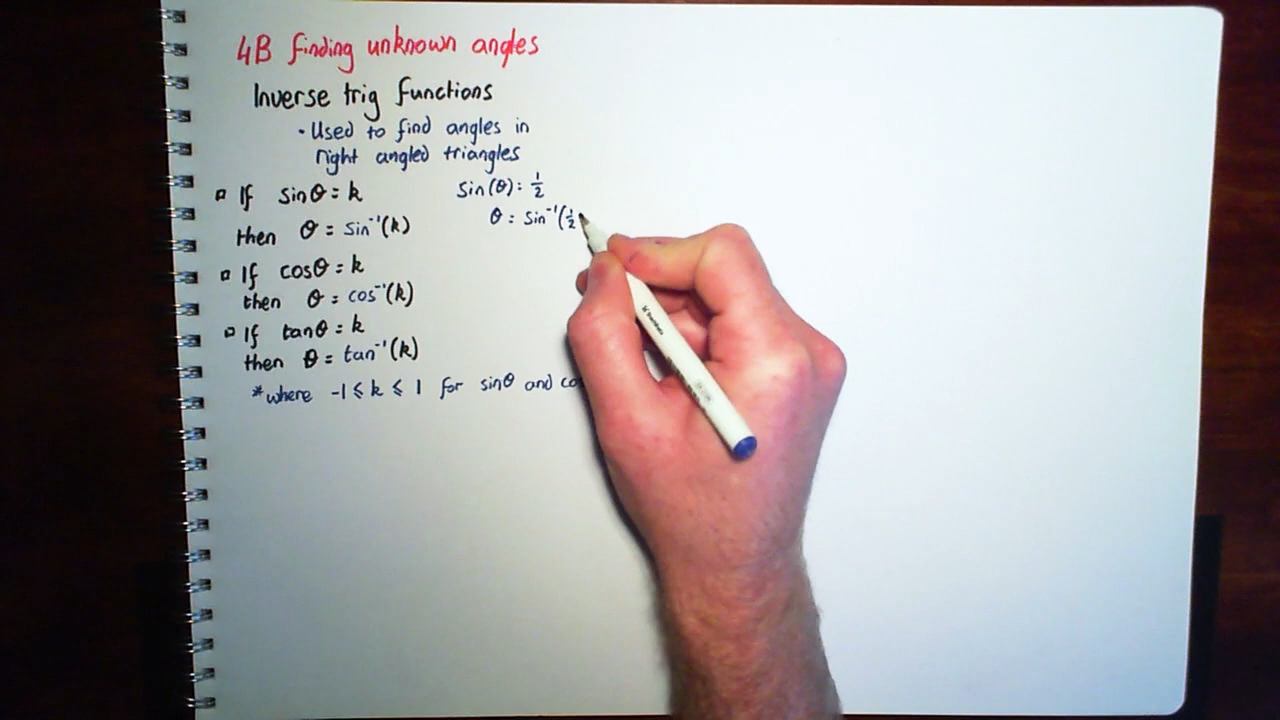 4B finding unknown angles
Inverse trig functions
• Used to find angles in
right angled triangles
If sinθ = k
then θ = sin⁻¹(k)
sin(θ) = 1/2
θ = sin⁻¹(1/2
If cosθ = k
then θ = cos⁻¹(k)
If tanθ = k
then θ = tan⁻¹(k)
*where -1 ≤ k ≤ 1 for sinθ and co